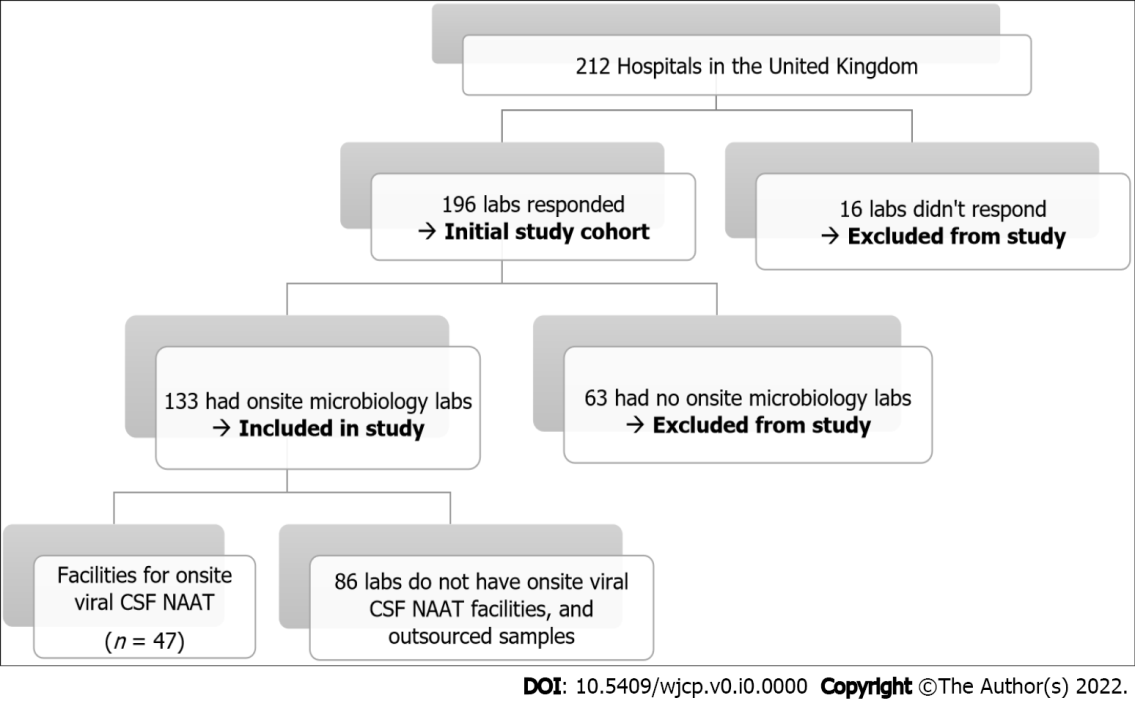 212 Hospitals in the United Kingdom
196 labs responded
→ Initial study cohort
16 labs didn't respond
→ Excluded from study
133 had onsite microbiology labs
→ Included in study
63 had no onsite microbiology labs
→ Excluded from study
Facilities for onsite
viral CSF NAAT
(n = 47)
86 labs do not have onsite viral
CSF NAAT facilities, and
outsourced samples
DOI: 10.5409/wjcp.v0.i0.0000 Copyright ©The Author(s) 2022.